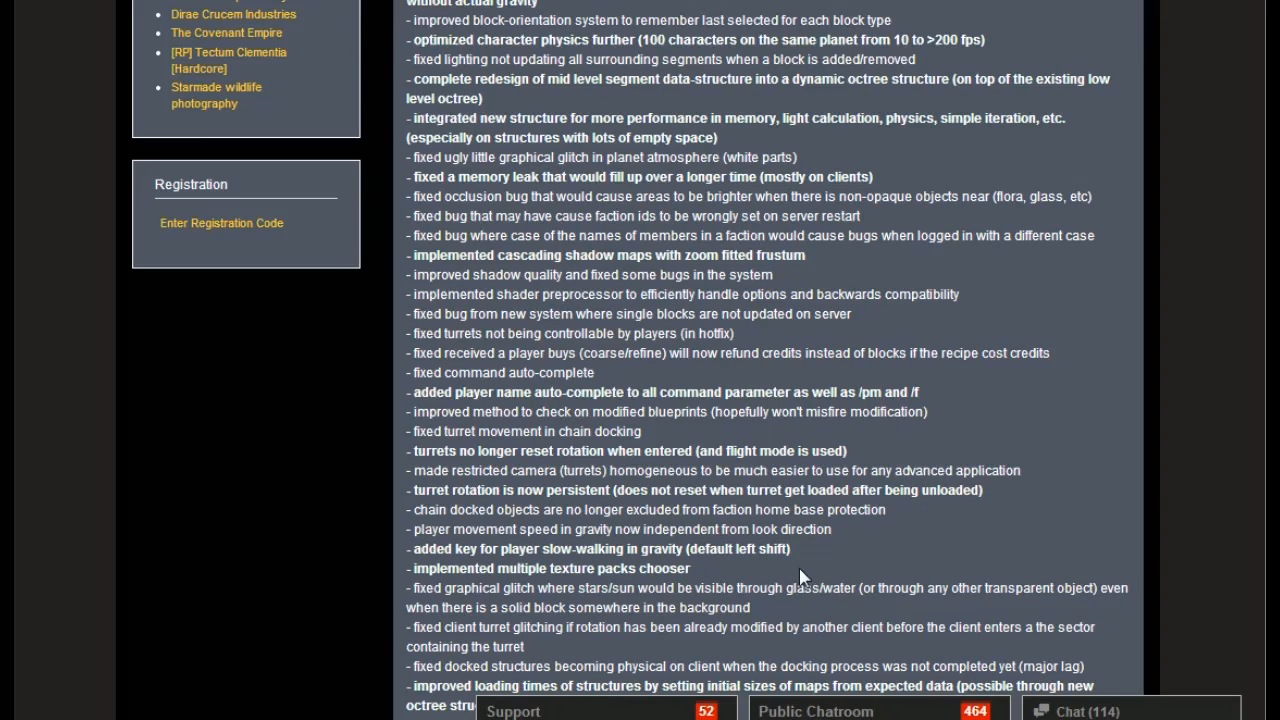 Dirae Crucem Industries
The Covenant Empire
[RP] Tectum Clementia
[Hardcore]
Starmade wildlife
photography
Registration
Enter Registration Code
without actual gravity
- improved block-orientation system to remember last selected for each block type
- optimized character physics further (100 characters on the same planet from 10 to >200 fps)
- fixed lighting not updating all surrounding segments when a block is added/removed
- complete redesign of mid level segment data-structure into a dynamic octree structure (on top of the existing low
level octree)
- integrated new structure for more performance in memory, light calculation, physics, simple iteration, etc.
(especially on structures with lots of empty space)
- fixed ugly little graphical glitch in planet atmosphere (white parts)
- fixed a memory leak that would fill up over a longer time (mostly on clients)
- fixed occlusion bug that would cause areas to be brighter when there is non-opaque objects near (flora, glass, etc)
- fixed bug that may have cause faction ids to be wrongly set on server restart
- fixed bug where case of the names of members in a faction would cause bugs when logged in with a different case
- implemented cascading shadow maps with zoom fitted frustum
- improved shadow quality and fixed some bugs in the system
- implemented shader preprocessor to efficiently handle options and backwards compatibility
- fixed bug from new system where single blocks are not updated on server
- fixed turrets not being controllable by players (in hotfix)
- fixed received a player buys (coarse/refine) will now refund credits instead of blocks if the recipe cost credits
- fixed command auto-complete
- added player name auto-complete to all command parameter as well as /pm and /f
- improved method to check on modified blueprints (hopefully won't misfire modification)
- fixed turret movement in chain docking
- turrets no longer reset rotation when entered (and flight mode is used)
- made restricted camera (turrets) homogeneous to be much easier to use for any advanced application
- turret rotation is now persistent (does not reset when turret get loaded after being unloaded)
- chain docked objects are no longer excluded from faction home base protection
- player movement speed in gravity now independent from look direction
- added key for player slow-walking in gravity (default left shift)
- implemented multiple texture packs chooser
- fixed graphical glitch where stars/sun would be visible through glass/water (or through any other transparent object) even
when there is a solid block somewhere in the background
- fixed client turret glitching if rotation has been already modified by another client before the client enters a the sector
containing the turret
- fixed docked structures becoming physical on client when the docking process was not completed yet (major lag)
- improved loading times of structures by setting initial sizes of maps from expected data (possible through new
octree stru
Support 52 Public Chatroom 464 Chat (114)